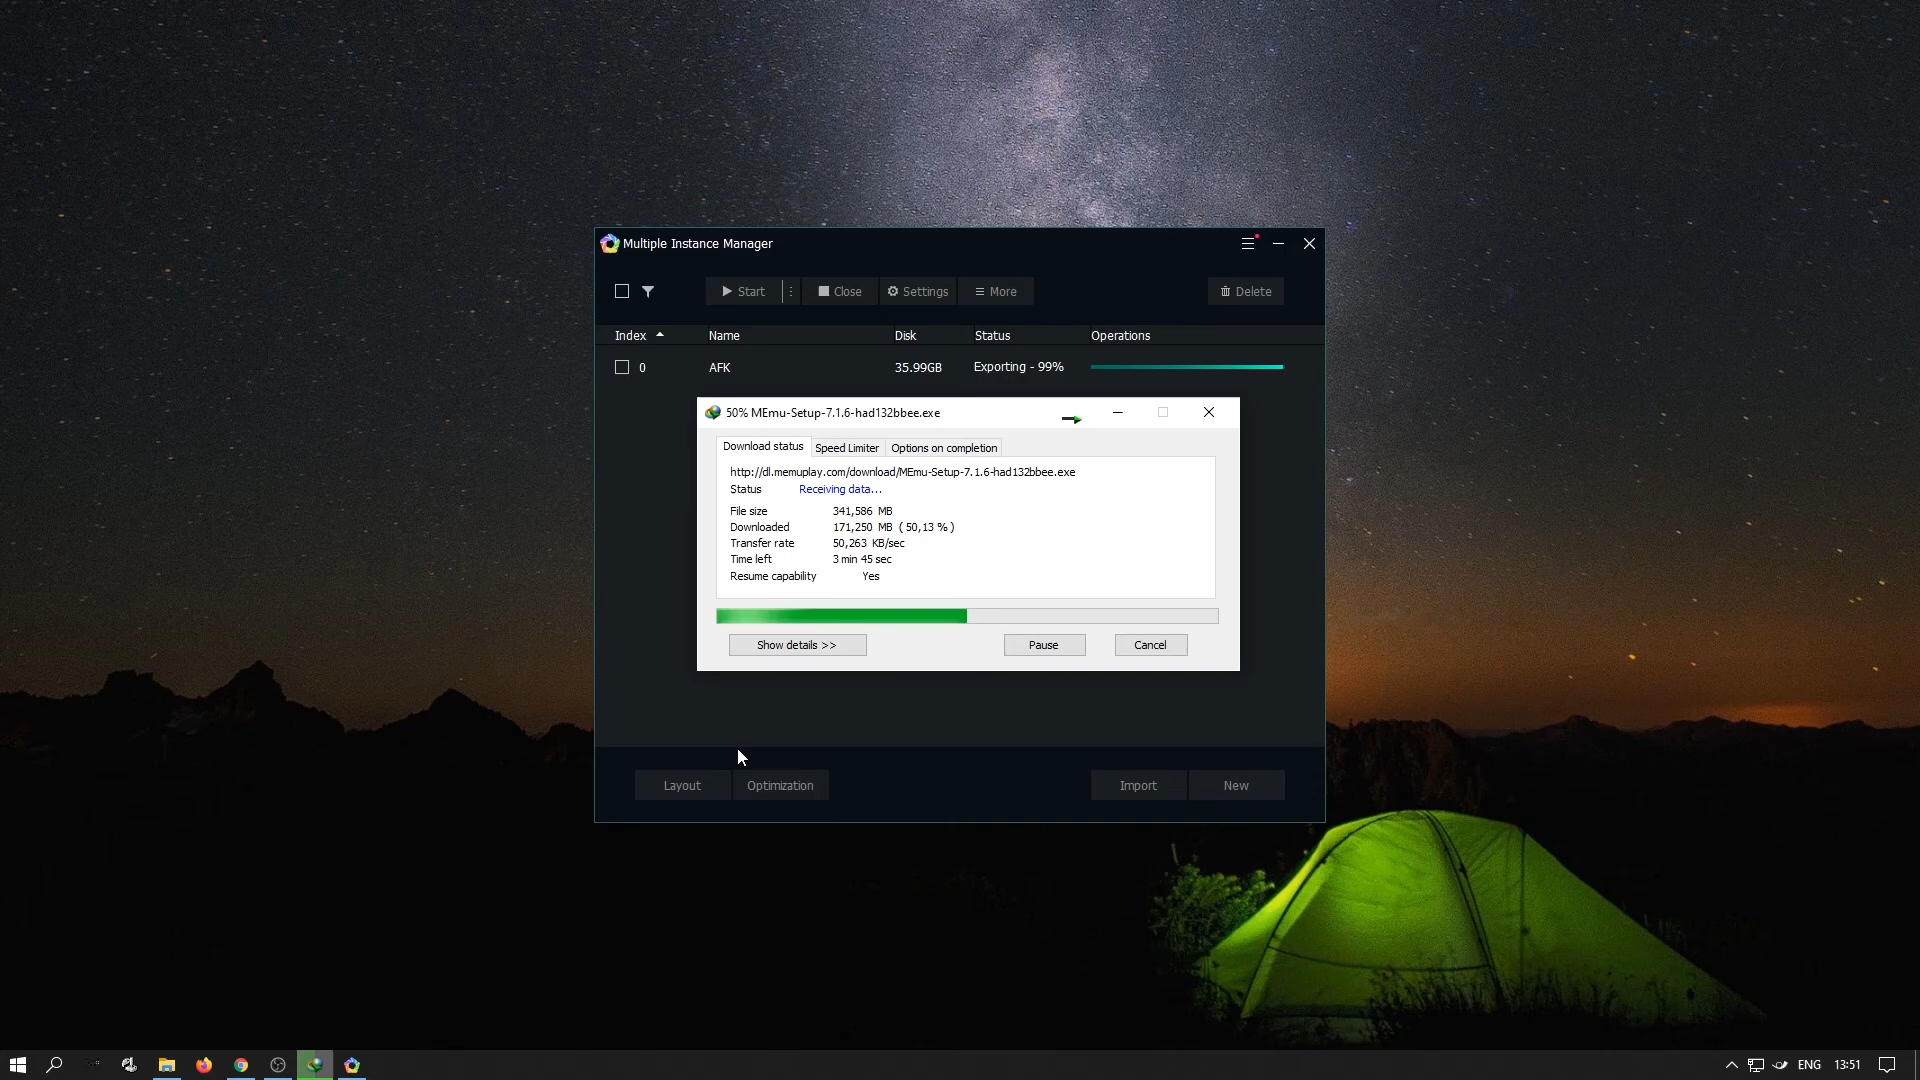 Multiple Instance Manager
Start
Close
Settings
More
Delete
Index Name Disk Status Operations
0 AFK 35.99GB Exporting - 99%
50% MEmu-Setup-7.1.6-had132bbee.exe
Download status Speed Limiter Options on completion
http://dl.memuplay.com/download/MEmu-Setup-7.1.6-had132bbee.exe
Status Receiving data...
File size 341,586 MB
Downloaded 171,250 MB ( 50,13 % )
Transfer rate 50,263 KB/sec
Time left 3 min 45 sec
Resume capability Yes
Show details >> Pause Cancel
Layout Optimization Import New
ENG 13:51